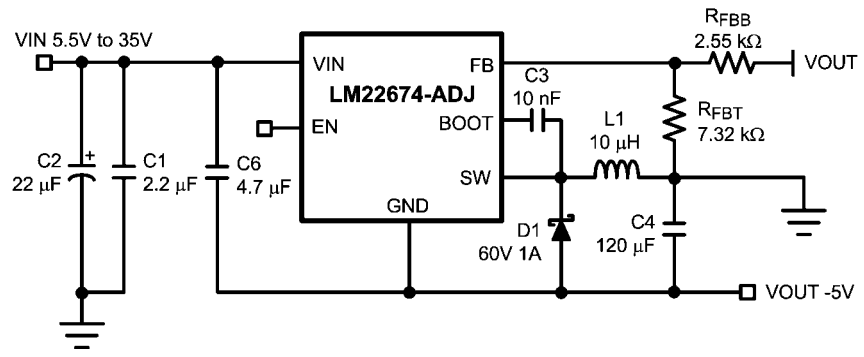 VIN 5.5V to 35V
VIN
FB
R_FBB
2.55 kΩ
VOUT
LM22674-ADJ
C3
10 nF
EN
BOOT
L1
10 μH
R_FBT
7.32 kΩ
C2
22 μF
+
C1
2.2 μF
C6
4.7 μF
SW
GND
D1
60V 1A
C4
120 μF
VOUT -5V